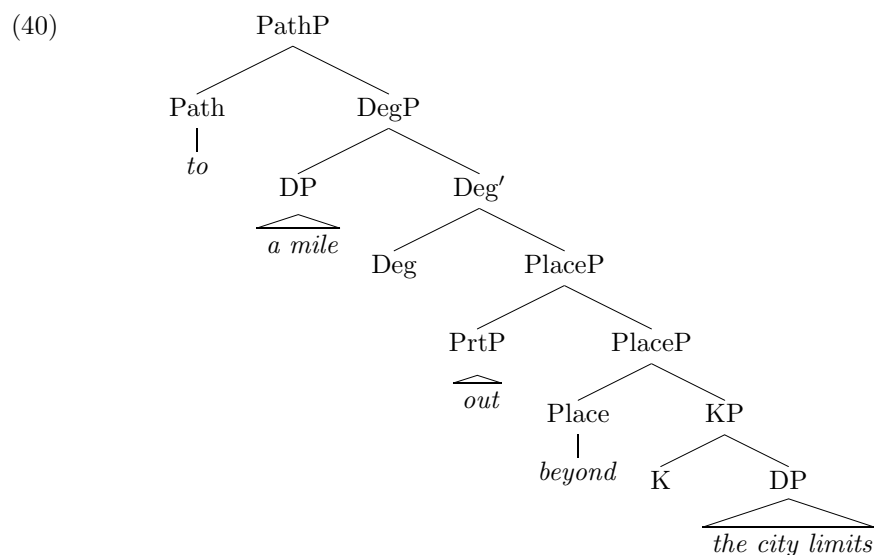 (40) PathP
Path DegP
to
DP Deg′
a mile
Deg PlaceP
PrtP PlaceP
out
Place KP
beyond
K DP
the city limits